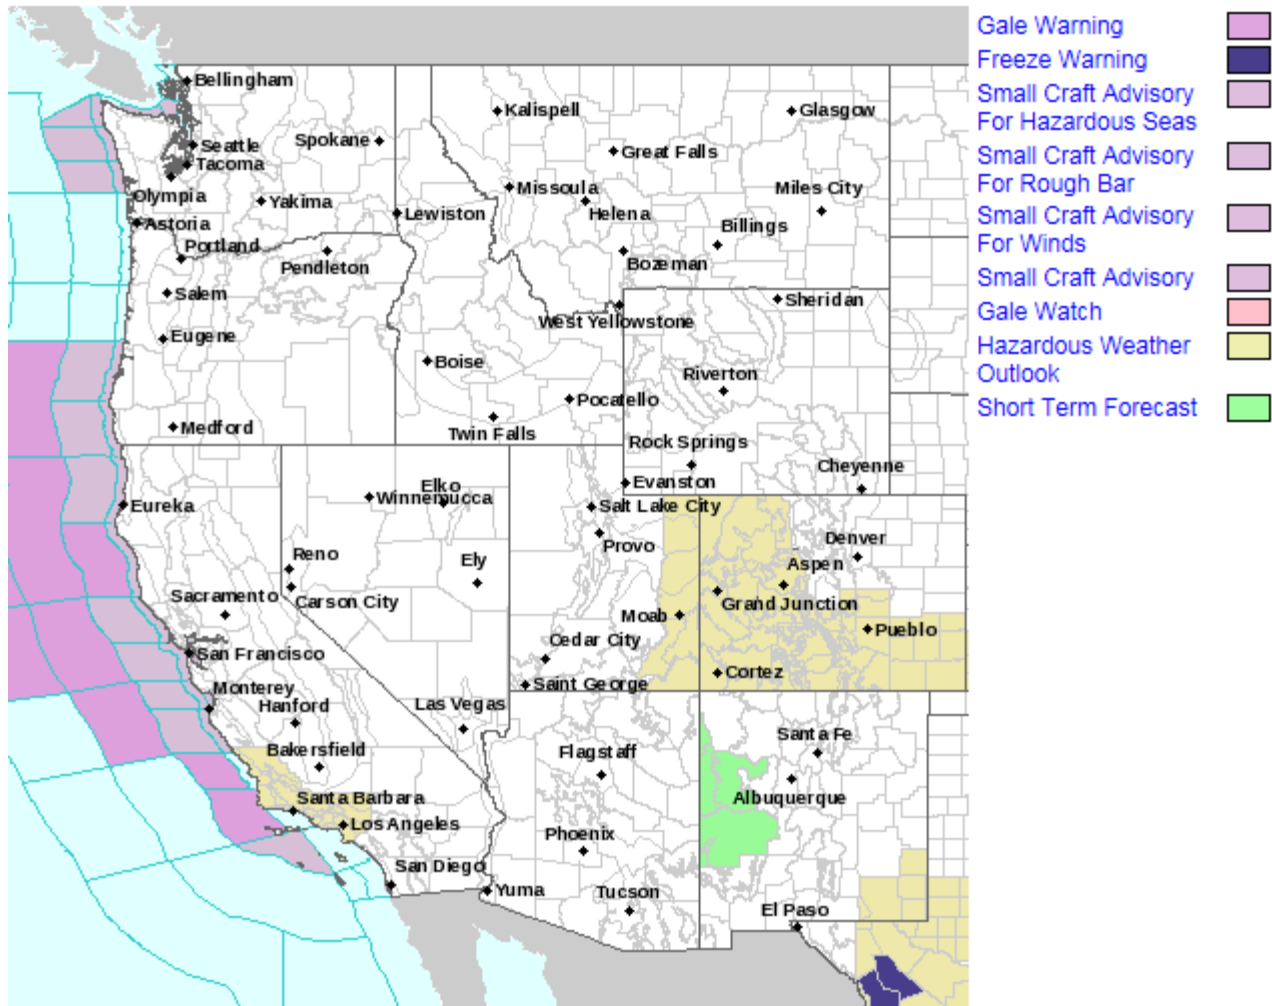 Gale Warning
Freeze Warning
Small Craft Advisory
For Hazardous Seas
Small Craft Advisory
For Rough Bar
Small Craft Advisory
For Winds
Small Craft Advisory
Gale Watch
Hazardous Weather
Outlook
Short Term Forecast
Bellingham
Kalispell
Glasgow
Seattle
Spokane
Great Falls
Tacoma
Missoula
Miles City
Olympia
Yakima
Lewiston
Helena
Astoria
Billings
Portland
Pendleton
Bozeman
Salem
Sheridan
West Yellowstone
Eugene
Boise
Riverton
Pocatello
Medford
Twin Falls
Rock Springs
Cheyenne
Elko
Evanston
Winnemucca
Eureka
Salt Lake City
Denver
Provo
Reno
Ely
Aspen
Sacramento
Carson City
Grand Junction
Moab
Pueblo
Cedar City
San Francisco
Cortez
Monterey
Saint George
Hanford
Las Vegas
Santa Fe
Bakersfield
Flagstaff
Santa Barbara
Albuquerque
Los Angeles
Phoenix
San Diego
Yuma
Tucson
El Paso